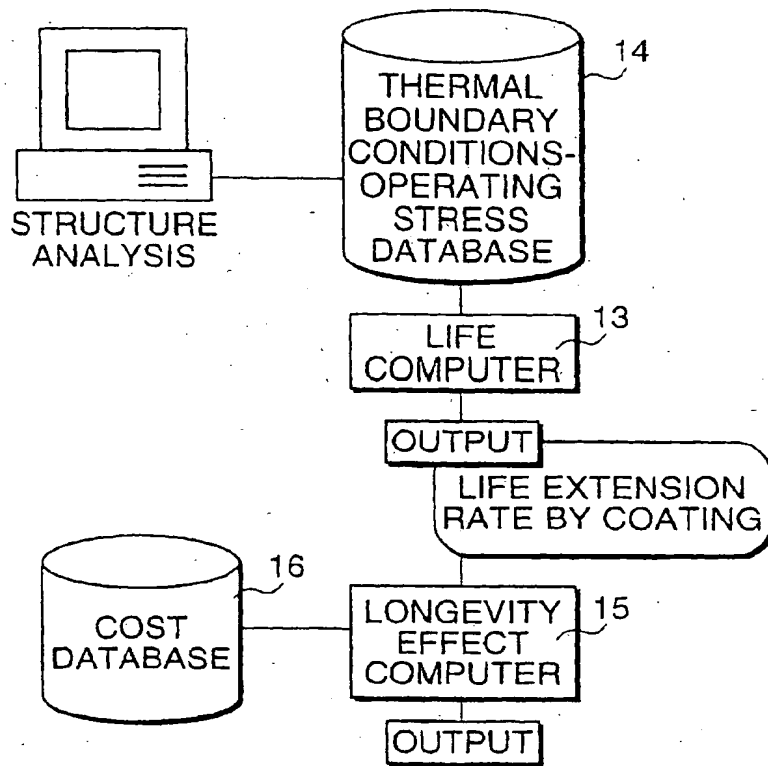 THERMAL
BOUNDARY
CONDITIONS-
OPERATING
STRESS
DATABASE
14
STRUCTURE
ANALYSIS
LIFE
COMPUTER
13
OUTPUT
LIFE EXTENSION
RATE BY COATING
COST
DATABASE
16
LONGEVITY
EFFECT
COMPUTER
15
OUTPUT